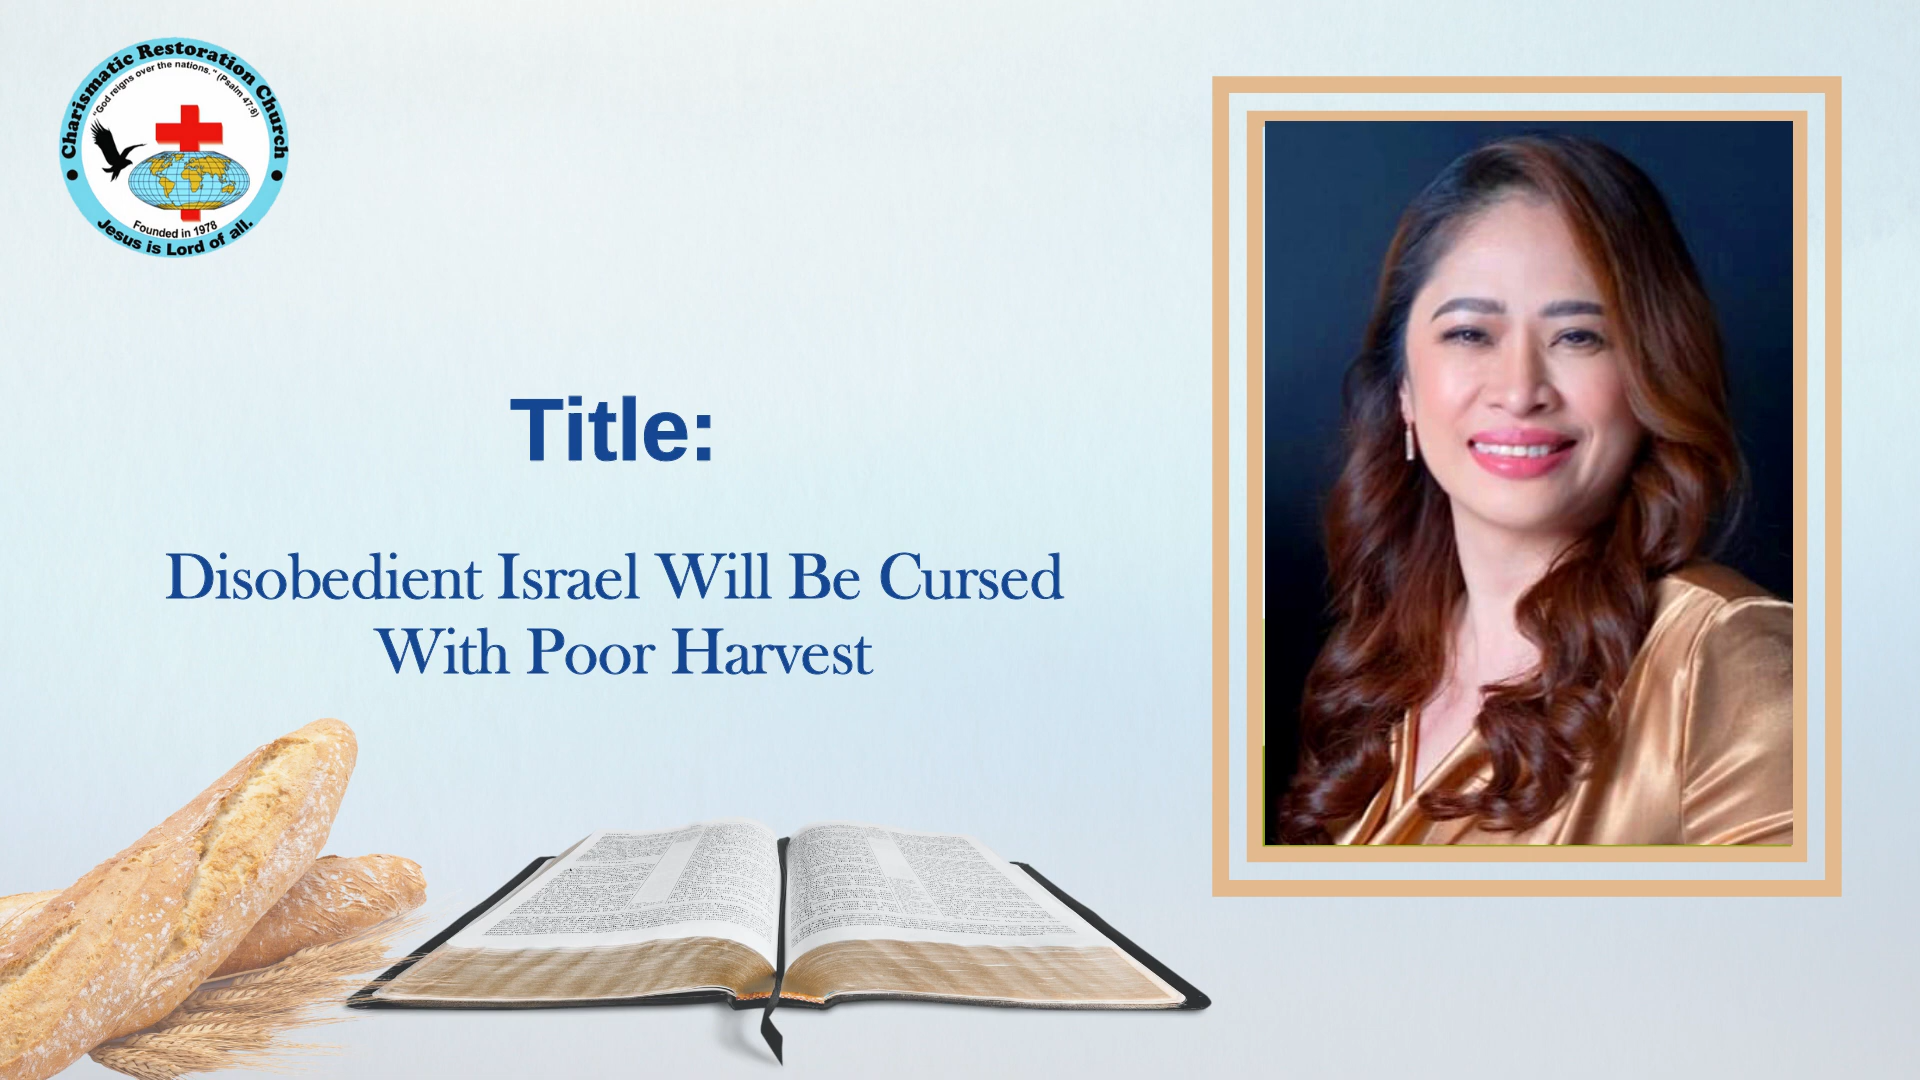 Charismatic Restoration Church
"God reigns over the nations." (Psalm 47:8)
Founded in 1978
Jesus is Lord of all.
Title:
Disobedient Israel Will Be Cursed
With Poor Harvest